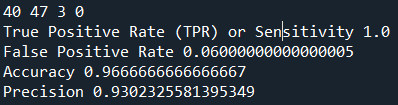 40 47 3 0
True Positive Rate (TPR) or Sensitivity 1.0
False Positive Rate 0.06000000000000005
Accuracy 0.9666666666666667
Precision 0.9302325581395349